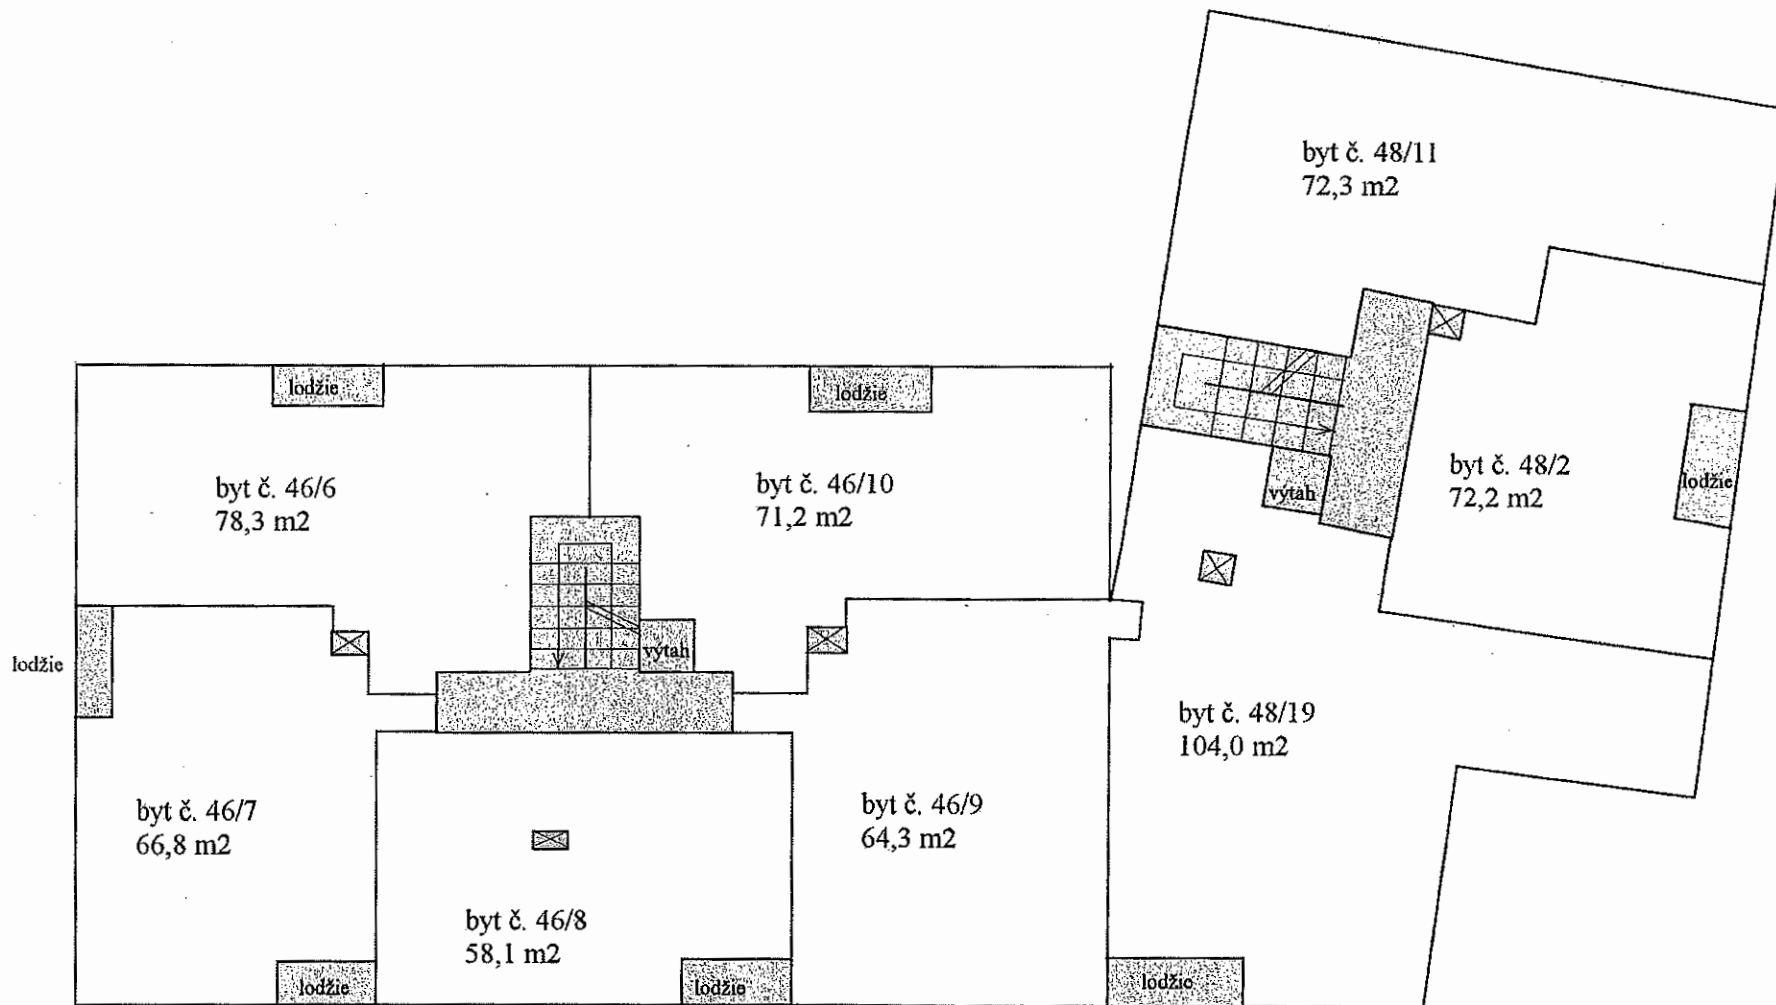 byt č. 48/11
72,3 m2
lodžie
lodžie
byt č. 46/6
78,3 m2
byt č. 46/10
71,2 m2
byt č. 48/2
72,2 m2
lodžie
výtah
lodžie
výtah
byt č. 48/19
104,0 m2
byt č. 46/7
66,8 m2
byt č. 46/9
64,3 m2
byt č. 46/8
58,1 m2
lodžie
lodžie
lodžie